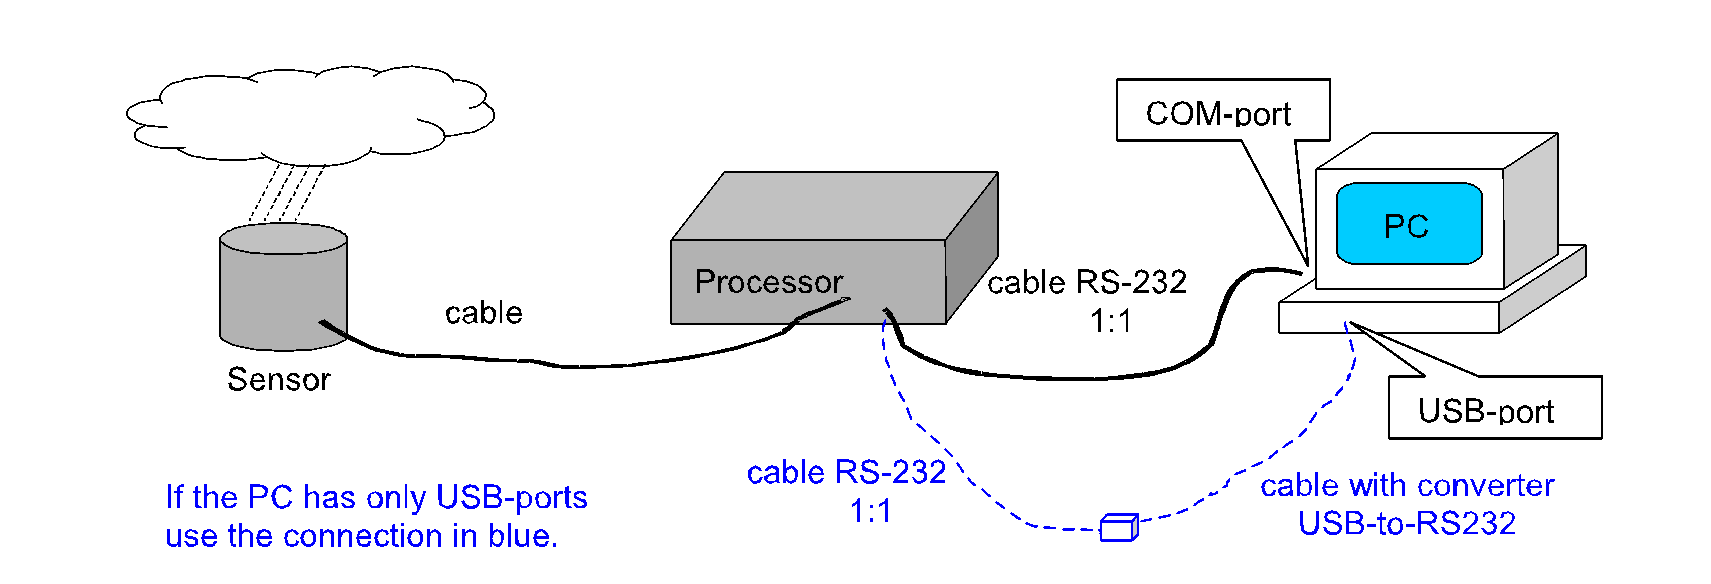 COM-port
PC
Processor
cable RS-232
1:1
cable
Sensor
USB-port
cable RS-232
1:1
cable with converter
USB-to-RS232
If the PC has only USB-ports
use the connection in blue.